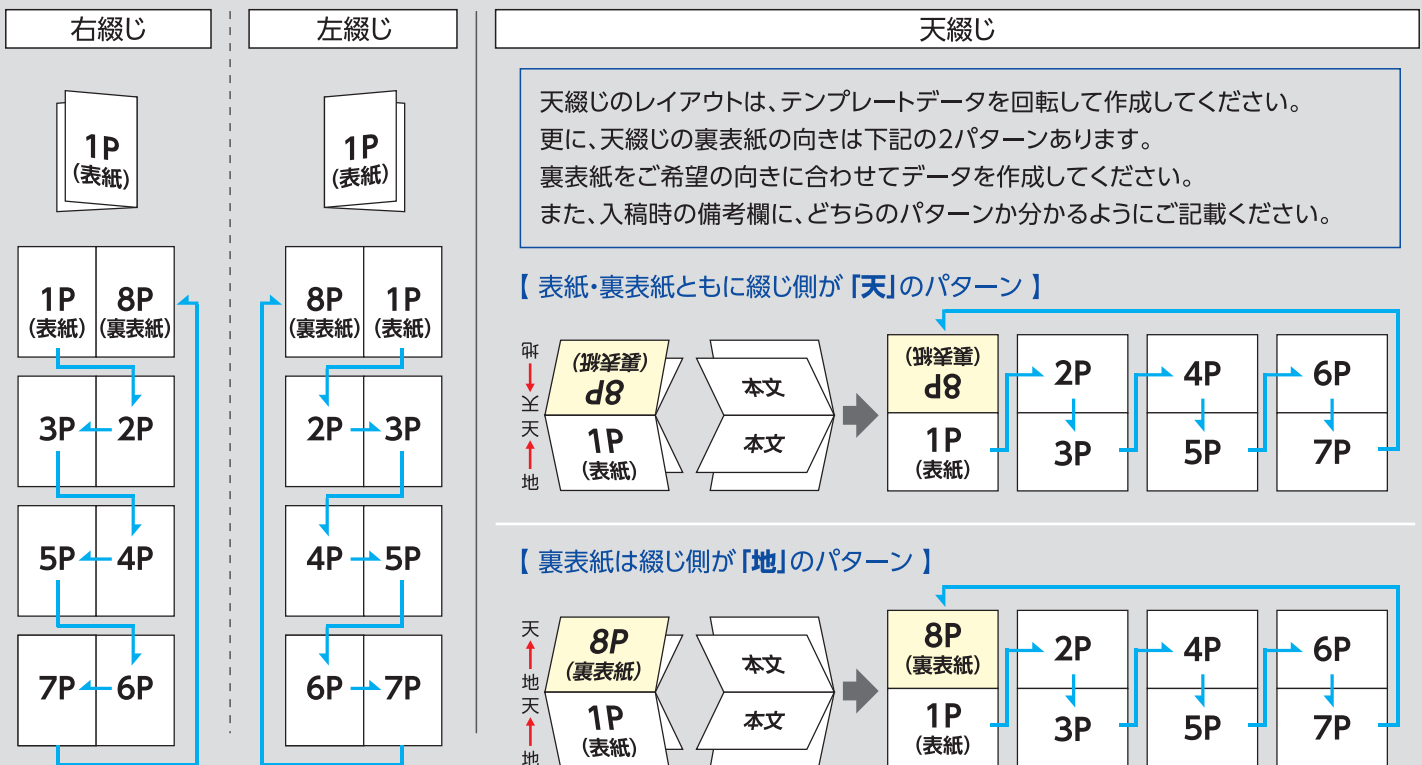 右綴じ
1P
(表紙)
1P
(表紙)
8P
(裏表紙)
3P
2P
5P
4P
7P
6P
左綴じ
1P
(表紙)
8P
(裏表紙)
1P
(表紙)
2P
3P
4P
5P
6P
7P
天綴じ
天綴じのレイアウトは、テンプレートデータを回転して作成してください。
更に、天綴じの裏表紙の向きは下記の2パターンあります。
裏表紙をご希望の向きに合わせてデータを作成してください。
また、入稿時の備考欄に、どちらのパターンか分かるようにご記載ください。
【 表紙・裏表紙ともに綴じ側が「天」のパターン 】
地
天
天
地
(裏表紙)
8P
1P
(表紙)
本文
本文
(裏表紙)
8P
1P
(表紙)
2P
3P
4P
5P
6P
7P
【 裏表紙は綴じ側が「地」のパターン 】
天
地
天
地
8P
(裏表紙)
1P
(表紙)
本文
本文
8P
(裏表紙)
1P
(表紙)
2P
3P
4P
5P
6P
7P